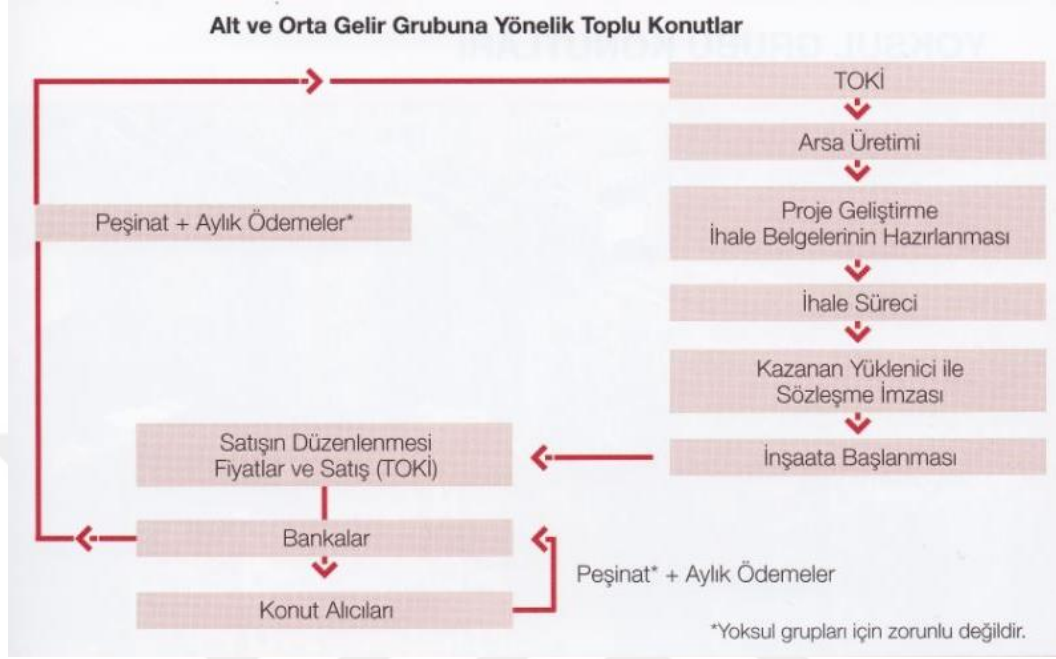 Alt ve Orta Gelir Grubuna Yönelik Toplu Konutlar
TOKİ
Arsa Üretimi
Proje Geliştirme
İhale Belgelerinin Hazırlanması
İhale Süreci
Kazanan Yüklenici ile
Sözleşme İmzası
İnşaata Başlanması
Satışın Düzenlenmesi
Fiyatlar ve Satış (TOKİ)
Bankalar
Konut Alıcıları
Peşinat* + Aylık Ödemeler
Peşinat + Aylık Ödemeler*
*Yoksul grupları için zorunlu değildir.